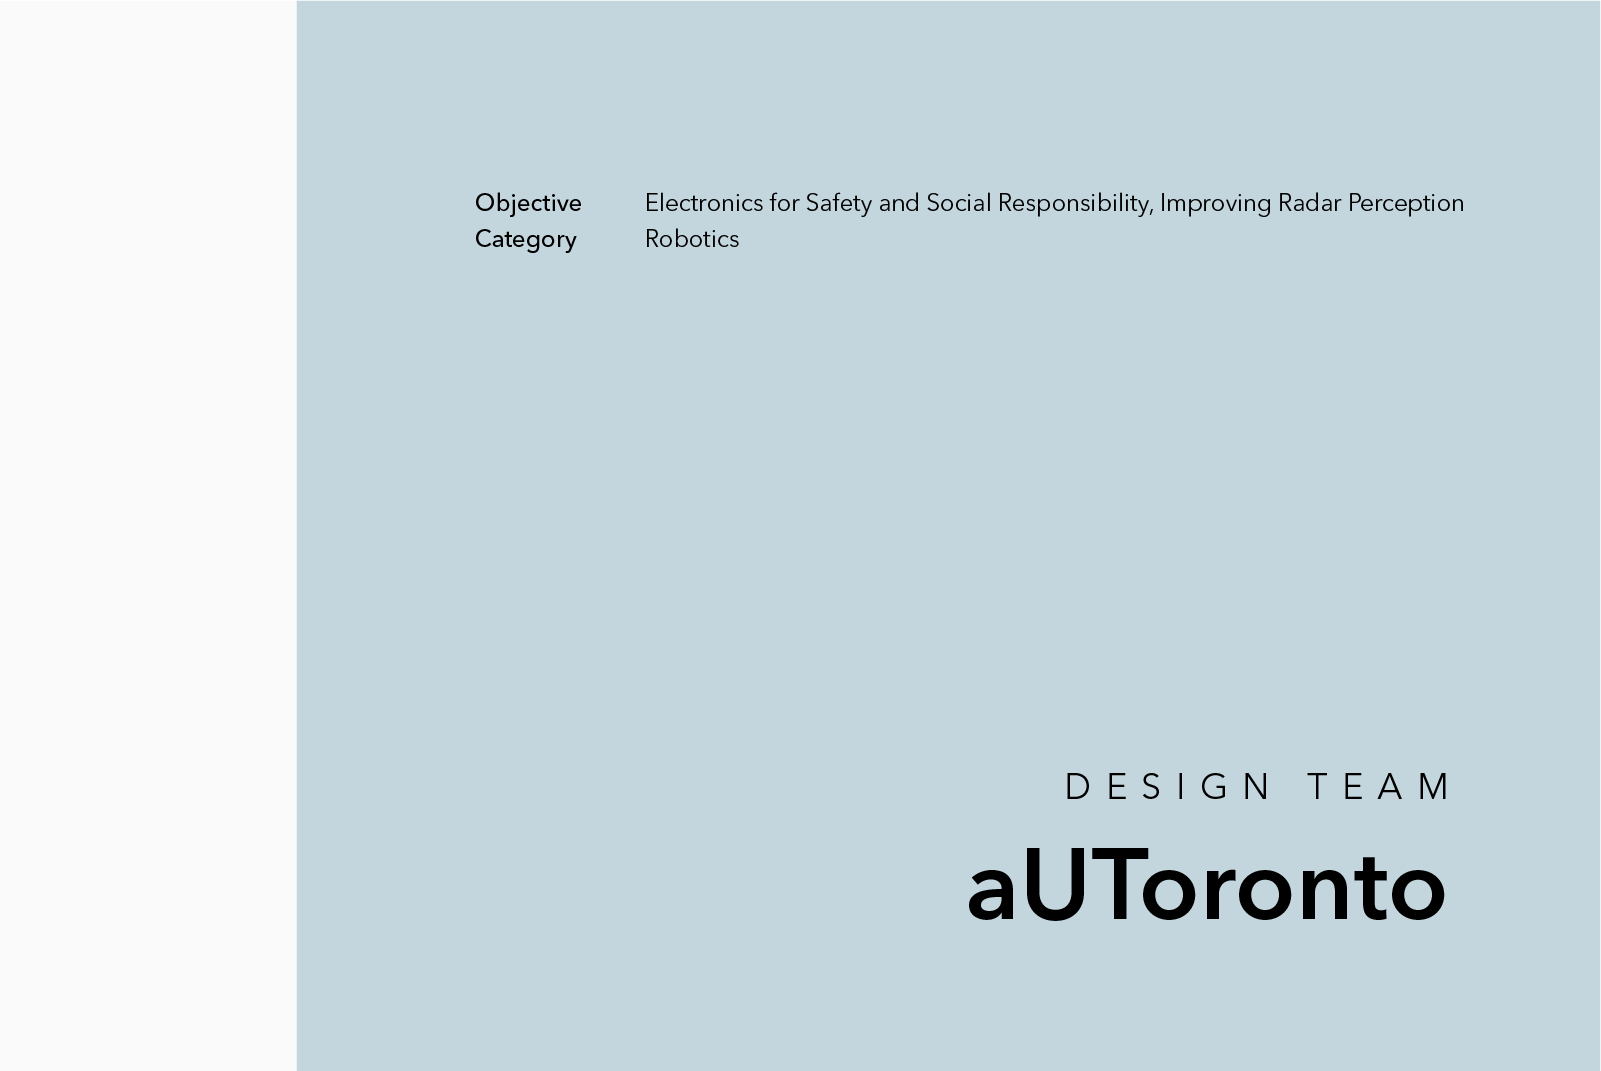 Objective Electronics for Safety and Social Responsibility, Improving Radar Perception
Category Robotics
DESIGN TEAM
aUToronto